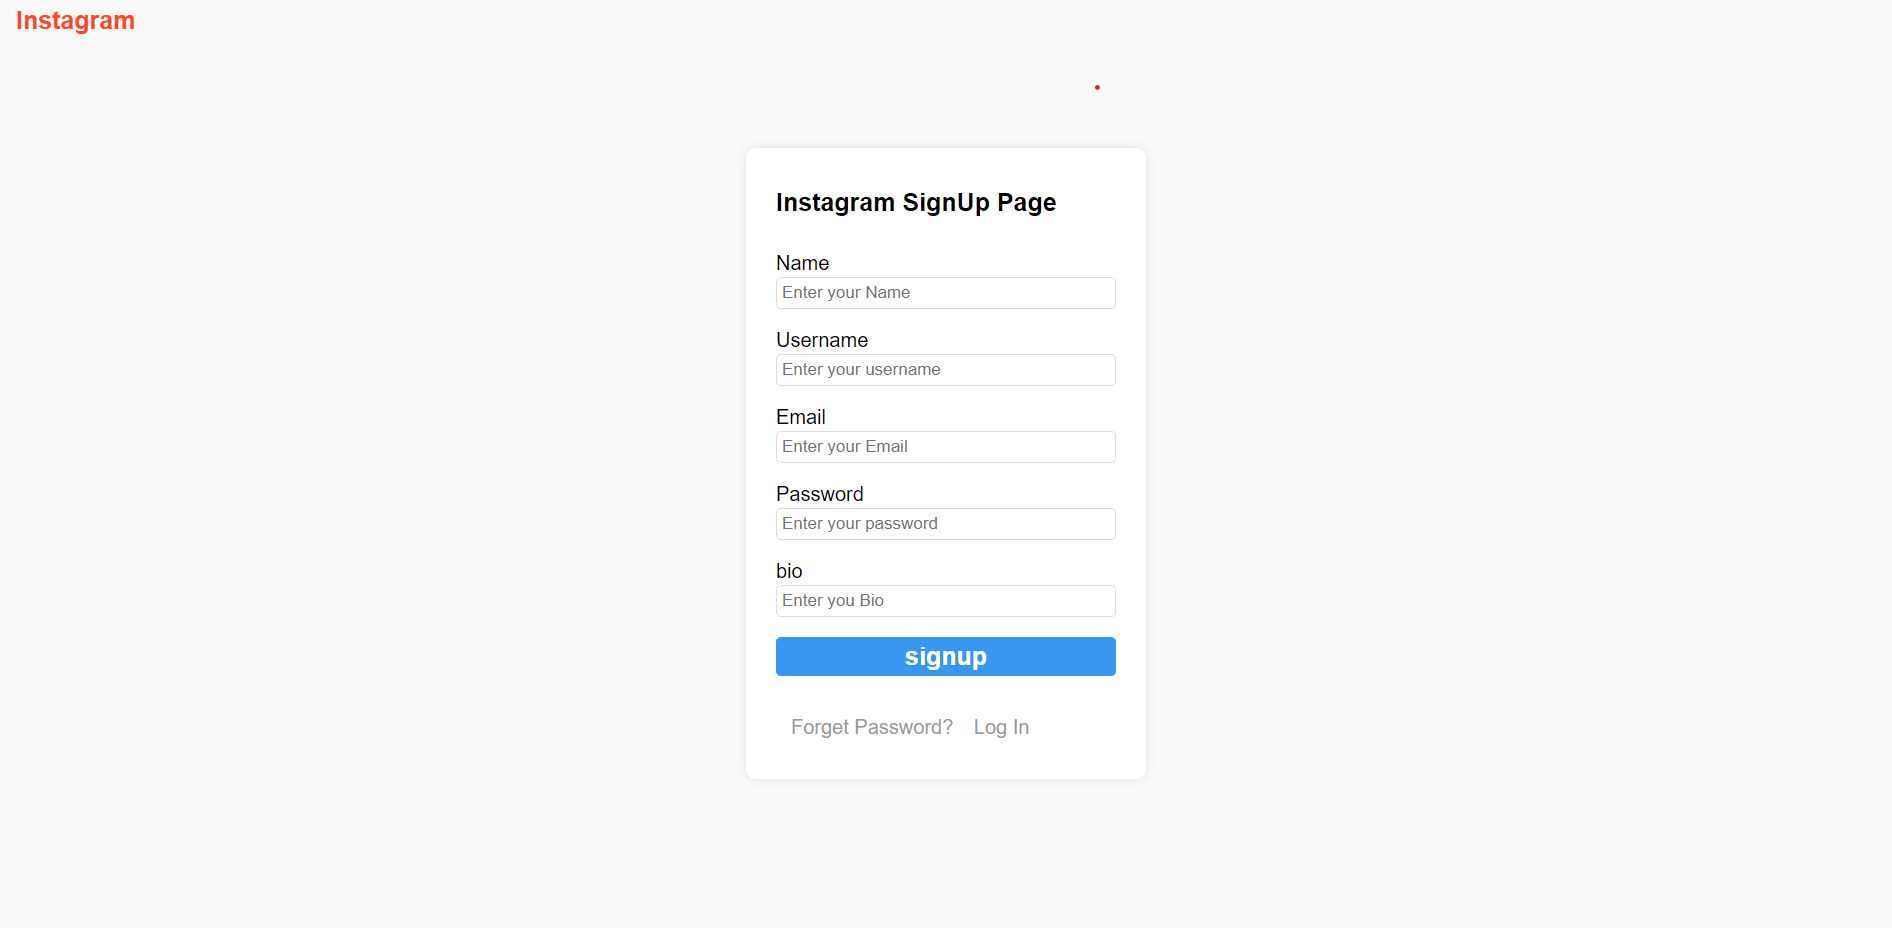 Instagram
Instagram SignUp Page
Name
Enter your Name
Username
Enter your username
Email
Enter your Email
Password
Enter your password
bio
Enter you Bio
signup
Forget Password? Log In